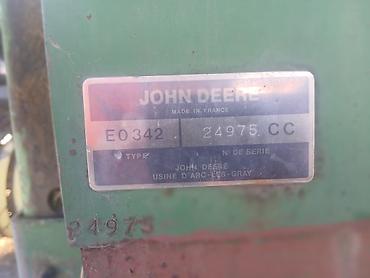 JOHN DEERE
MADE IN FRANCE
E0342 24975 CC
TYPE N° DE SERIE
JOHN DEERE
USINE D'ARC-LES-GRAY
24975